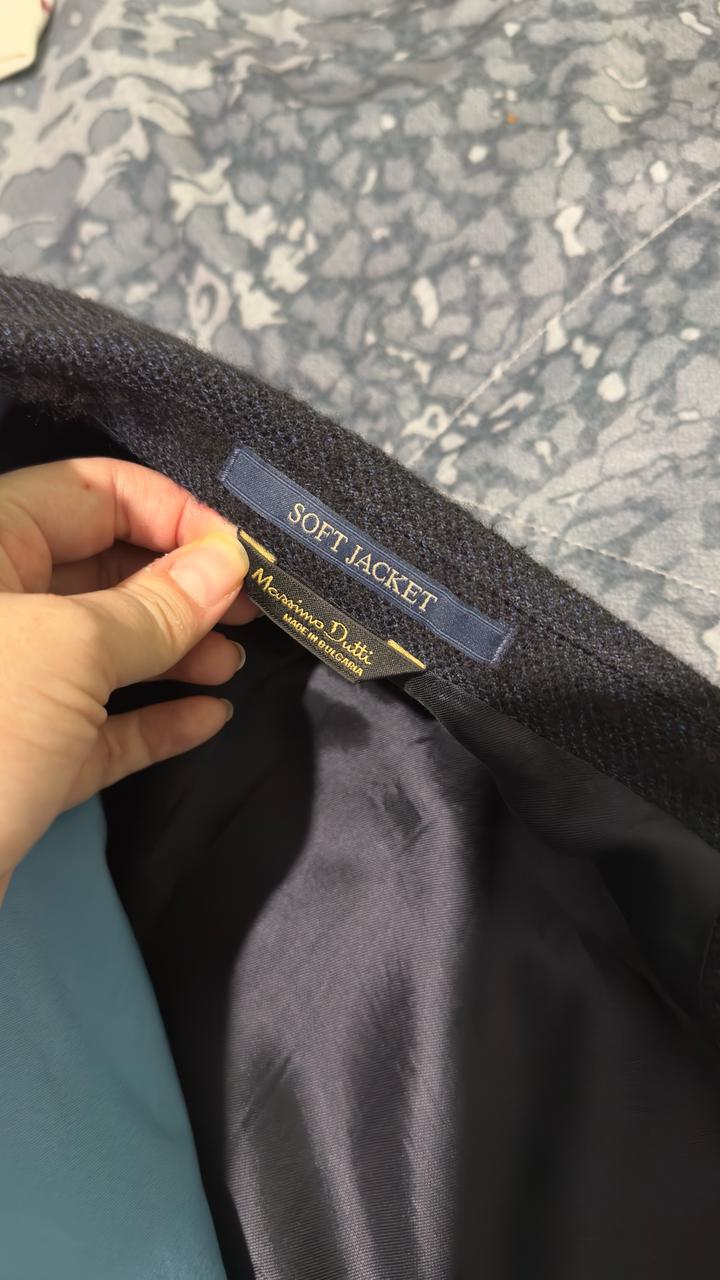 SOFT JACKET
Massimo Dutti
MADE IN BULGARIA